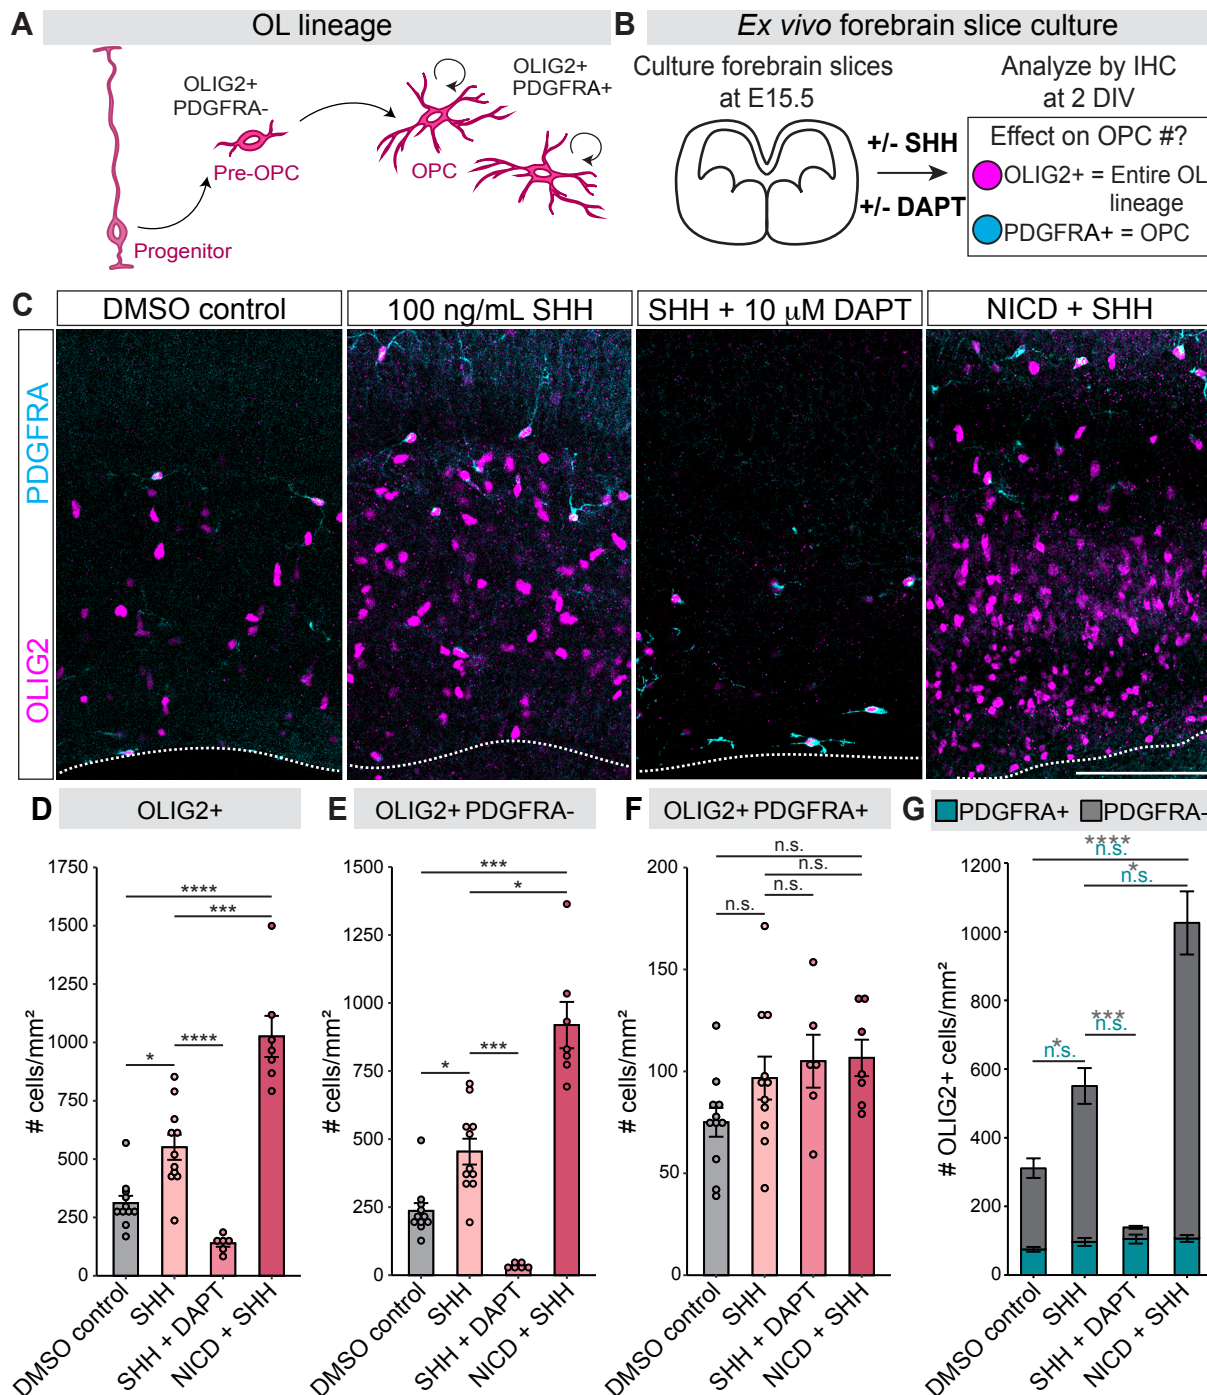 A
OL lineage
OLIG2+
PDGFRA-
Pre-OPC
Progenitor
OLIG2+
PDGFRA+
OPC
B
Ex vivo forebrain slice culture
Culture forebrain slices
at E15.5
+/- SHH
+/- DAPT
Analyze by IHC
at 2 DIV
Effect on OPC #?
OLIG2+ = Entire OL
lineage
PDGFRA+ = OPC
C
DMSO control
100 ng/mL SHH
SHH + 10 μM DAPT
NICD + SHH
PDGFRA
OLIG2
D
OLIG2+
# cells/mm²
1750
1500
1250
1000
750
500
250
0
****
***
****
*
DMSO control
SHH
SHH + DAPT
NICD + SHH
E
OLIG2+ PDGFRA-
# cells/mm²
1500
1250
1000
750
500
250
0
***
*
***
*
DMSO control
SHH
SHH + DAPT
NICD + SHH
F
OLIG2+ PDGFRA+
# cells/mm²
200
150
100
50
0
n.s.
n.s.
n.s.
n.s.
DMSO control
SHH
SHH + DAPT
NICD + SHH
G
PDGFRA+
PDGFRA-
# OLIG2+ cells/mm²
1200
1000
800
600
400
200
0
****
n.s.
*
n.s.
***
n.s.
*
n.s.
DMSO control
SHH
SHH + DAPT
NICD + SHH